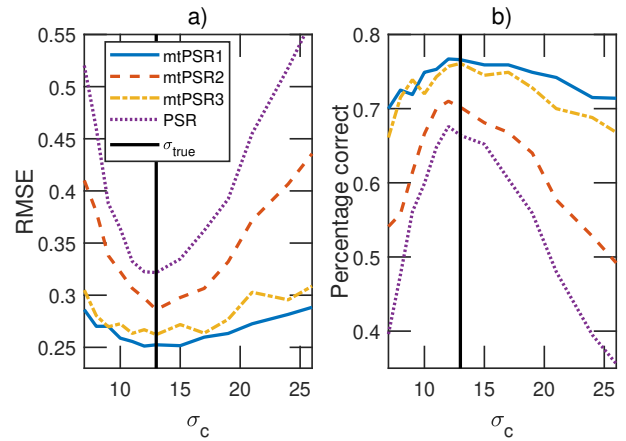 a)
0.55
0.5
0.45
0.4
0.35
0.3
0.25
RMSE
mtPSR1
mtPSR2
mtPSR3
PSR
σtrue
10 15 20 25
σc
b)
0.8
0.7
0.6
0.5
0.4
Percentage correct
10 15 20 25
σc